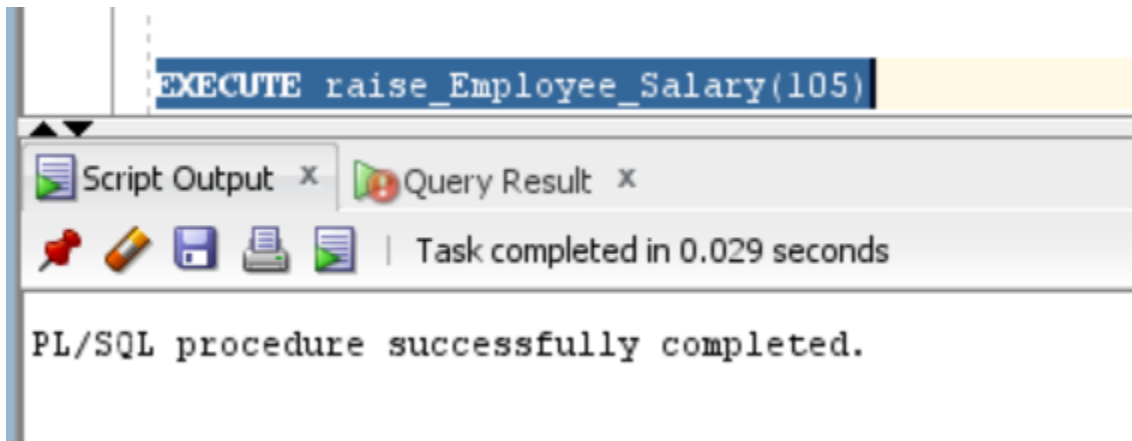 EXECUTE raise_Employee_Salary(105)
Script Output x Query Result x
Task completed in 0.029 seconds
PL/SQL procedure successfully completed.